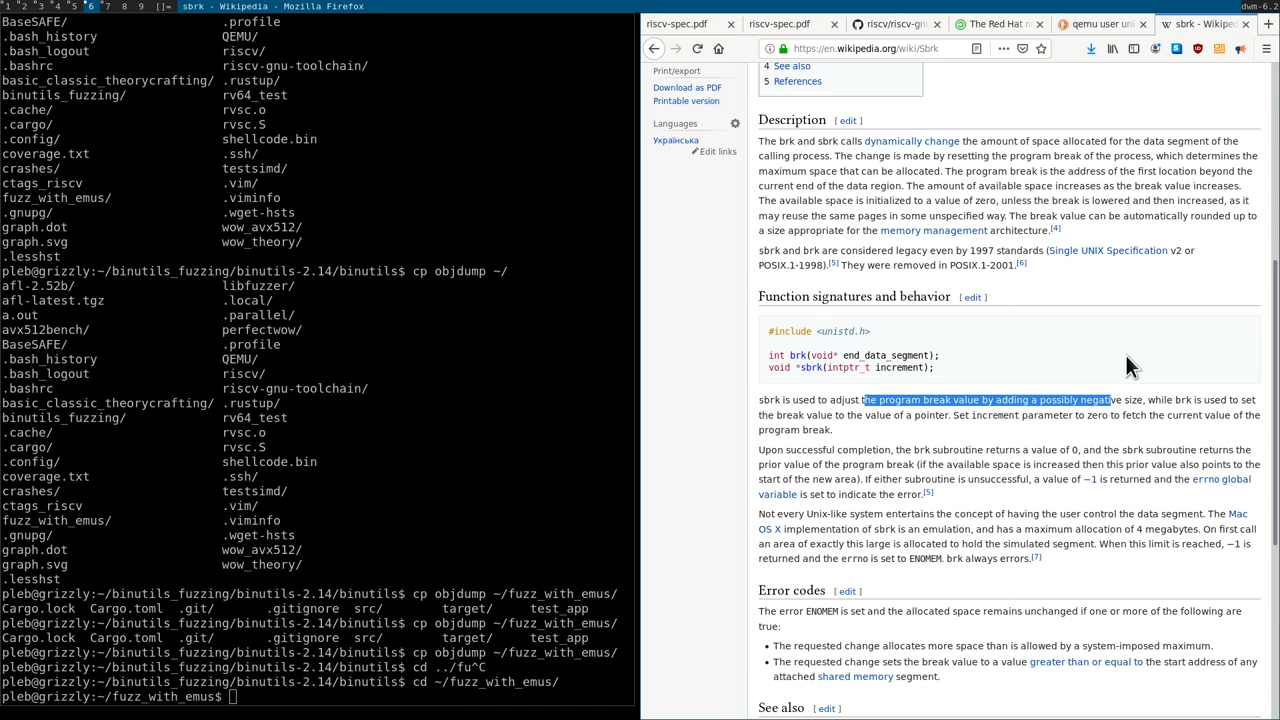 1 2 3 4 5 6 7 8 9 []= sbrk - Wikipedia - Mozilla Firefox dwm-6.2
BaseSAFE/ .profile
.bash_history QEMU/
.bash_logout riscv/
.bashrc riscv-gnu-toolchain/
basic_classic_theorycrafting/ .rustup/
binutils_fuzzing/ rv64_test
.cache/ rvsc.o
.cargo/ rvsc.S
.config/ shellcode.bin
coverage.txt .ssh/
crashes/ testsimd/
ctags_riscv .vim/
fuzz_with_emus/ .viminfo
.gnupg/ .wget-hsts
graph.dot wow_avx512/
graph.svg wow_theory/
.lesshst
pleb@grizzly:~/binutils_fuzzing/binutils-2.14/binutils$ cp objdump ~/
afl-2.52b/ libfuzzer/
afl-latest.tgz .local/
a.out .parallel/
avx512bench/ perfectwow/
BaseSAFE/ .profile
.bash_history QEMU/
.bash_logout riscv/
.bashrc riscv-gnu-toolchain/
basic_classic_theorycrafting/ .rustup/
binutils_fuzzing/ rv64_test
.cache/ rvsc.o
.cargo/ rvsc.S
.config/ shellcode.bin
coverage.txt .ssh/
crashes/ testsimd/
ctags_riscv .vim/
fuzz_with_emus/ .viminfo
.gnupg/ .wget-hsts
graph.dot wow_avx512/
graph.svg wow_theory/
.lesshst
pleb@grizzly:~/binutils_fuzzing/binutils-2.14/binutils$ cp objdump ~/fuzz_with_emus/
Cargo.lock Cargo.toml .git/ .gitignore src/ target/ test_app
pleb@grizzly:~/binutils_fuzzing/binutils-2.14/binutils$ cp objdump ~/fuzz_with_emus/
Cargo.lock Cargo.toml .git/ .gitignore src/ target/ test_app
pleb@grizzly:~/binutils_fuzzing/binutils-2.14/binutils$ cp objdump ~/fuzz_with_emus/
pleb@grizzly:~/binutils_fuzzing/binutils-2.14/binutils$ cd ../fu^C
pleb@grizzly:~/binutils_fuzzing/binutils-2.14/binutils$ cd ~/fuzz_with_emus/
pleb@grizzly:~/fuzz_with_emus$
riscv-spec.pdf riscv-spec.pdf riscv/riscv-gnu The Red Hat n qemu user un sbrk - Wikiped
https://en.wikipedia.org/wiki/Sbrk
Print/export
Download as PDF
Printable version
Languages
Українська
Edit links
4 See also
5 References
Description [ edit ]
The brk and sbrk calls dynamically change the amount of space allocated for the data segment of the
calling process. The change is made by resetting the program break of the process, which determines the
maximum space that can be allocated. The program break is the address of the first location beyond the
current end of the data region. The amount of available space increases as the break value increases.
The available space is initialized to a value of zero, unless the break is lowered and then increased, as it
may reuse the same pages in some unspecified way. The break value can be automatically rounded up to
a size appropriate for the memory management architecture.[4]
sbrk and brk are considered legacy even by 1997 standards (Single UNIX Specification v2 or
POSIX.1-1998).[5] They were removed in POSIX.1-2001.[6]
Function signatures and behavior [ edit ]
#include <unistd.h>
int brk(void* end_data_segment);
void *sbrk(intptr_t increment);
sbrk is used to adjust the program break value by adding a possibly negative size, while brk is used to set
the break value to the value of a pointer. Set increment parameter to zero to fetch the current value of the
program break.
Upon successful completion, the brk subroutine returns a value of 0, and the sbrk subroutine returns the
prior value of the program break (if the available space is increased then this prior value also points to the
start of the new area). If either subroutine is unsuccessful, a value of −1 is returned and the errno global
variable is set to indicate the error.[5]
Not every Unix-like system entertains the concept of having the user control the data segment. The Mac
OS X implementation of sbrk is an emulation, and has a maximum allocation of 4 megabytes. On first call
an area of exactly this large is allocated to hold the simulated segment. When this limit is reached, −1 is
returned and the errno is set to ENOMEM. brk always errors.[7]
Error codes [ edit ]
The error ENOMEM is set and the allocated space remains unchanged if one or more of the following are
true:
• The requested change allocates more space than is allowed by a system-imposed maximum.
• The requested change sets the break value to a value greater than or equal to the start address of any
attached shared memory segment.
See also [ edit ]